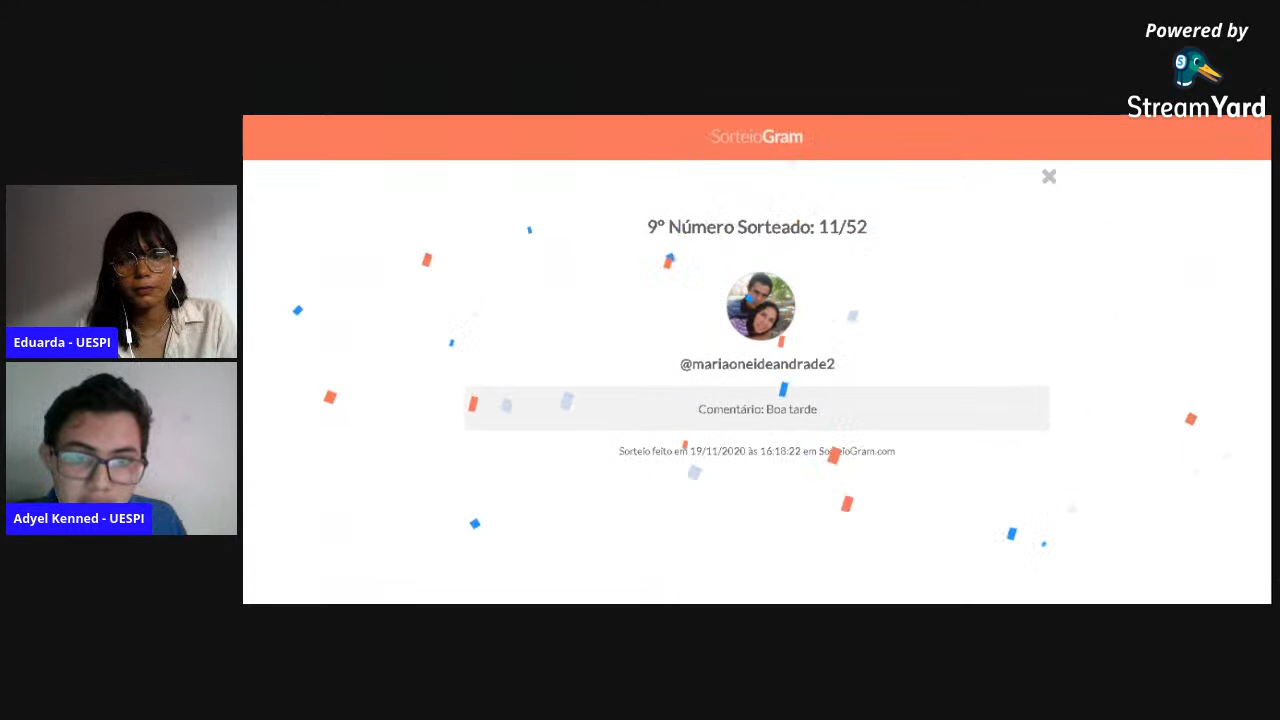 Powered by
StreamYard
SorteioGram
9º Número Sorteado: 11/52
@mariaoneideandrade2
Comentário: Boa tarde
Sorteio feito em 19/11/2020 às 16:18:22 em SorteioGram.com
Eduarda - UESPI
Adyel Kenned - UESPI